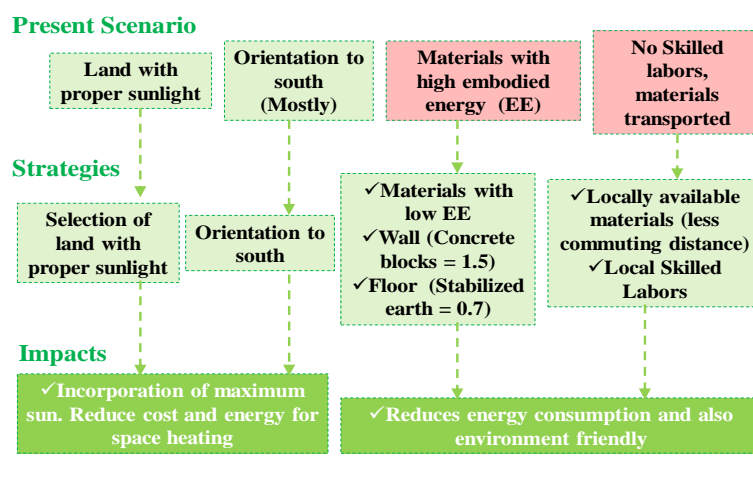 Present Scenario
Land with
proper sunlight
Orientation to
south
(Mostly)
Materials with
high embodied
energy (EE)
No Skilled
labors,
materials
transported
Strategies
Selection of
land with
proper sunlight
Orientation to
south
✓Materials with
low EE
✓Wall (Concrete
blocks = 1.5)
✓Floor (Stabilized
earth = 0.7)
✓Locally available
materials (less
commuting distance)
✓Local Skilled
Labors
Impacts
✓Incorporation of maximum
sun. Reduce cost and energy for
space heating
✓Reduces energy consumption and also
environment friendly